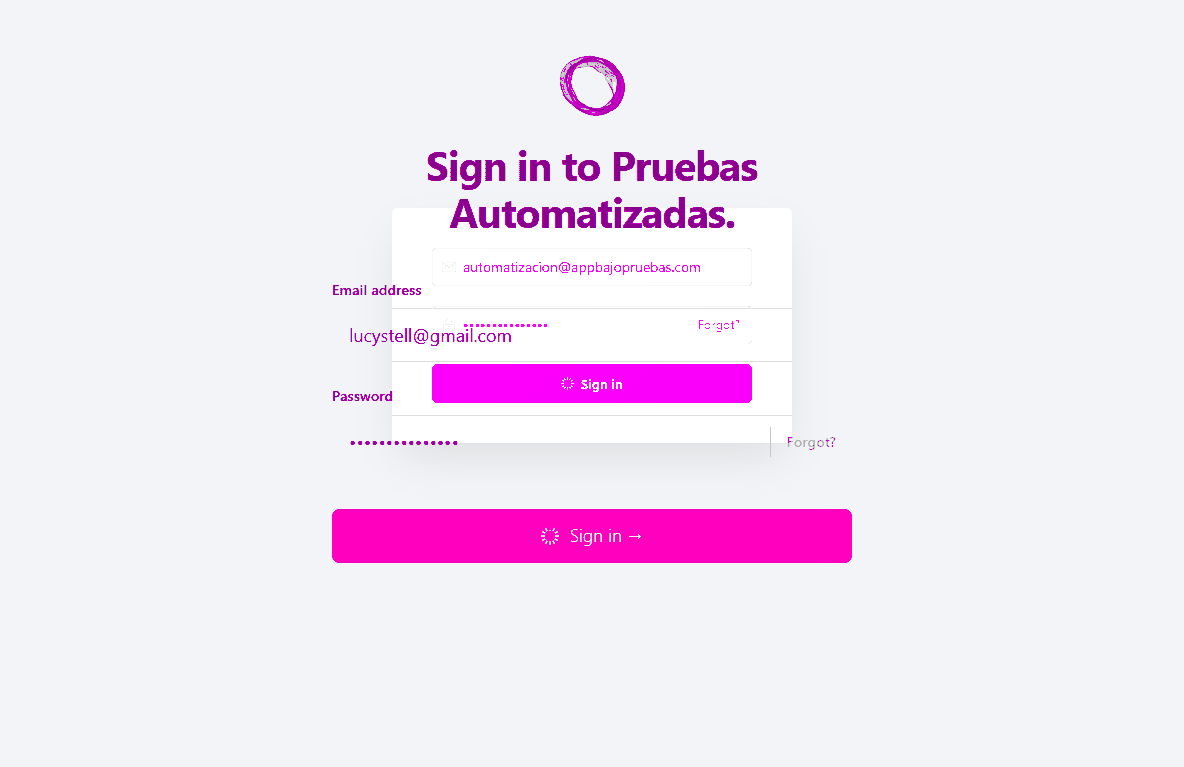 Sign in to Pruebas
Automatizadas.
automatizacion@appbajopruebas.com
Email address
Forgot?
lucystell@gmail.com
Sign in
Password
Forgot?
Sign in →